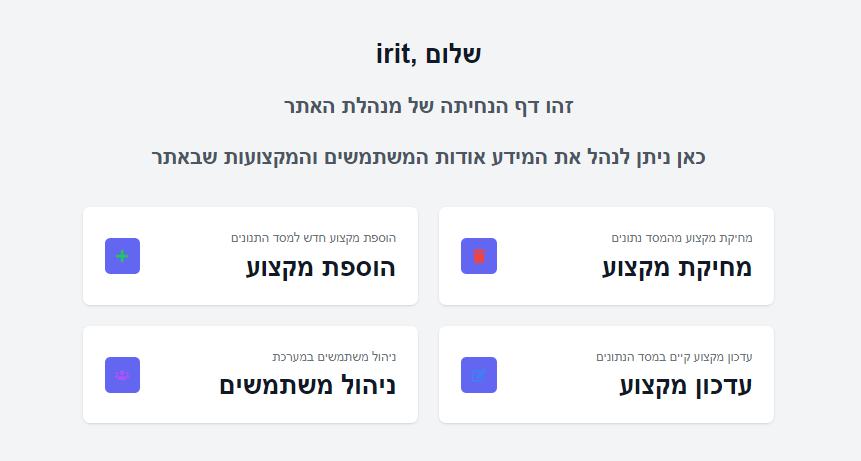 שלום ,irit
זהו דף הנחיתה של מנהלת האתר
כאן ניתן לנהל את המידע אודות המשתמשים והמקצועות שבאתר
מחיקת מקצוע מהמסד נתונים
מחיקת מקצוע
הוספת מקצוע חדש למסד התנונים
הוספת מקצוע
עדכון מקצוע קיים במסד הנתונים
עדכון מקצוע
ניהול משתמשים במערכת
ניהול משתמשים